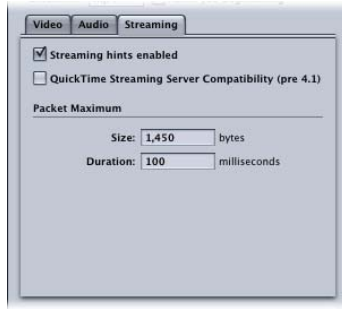 Video Audio Streaming
Streaming hints enabled
QuickTime Streaming Server Compatibility (pre 4.1)
Packet Maximum
Size: 1,450 bytes
Duration: 100 milliseconds